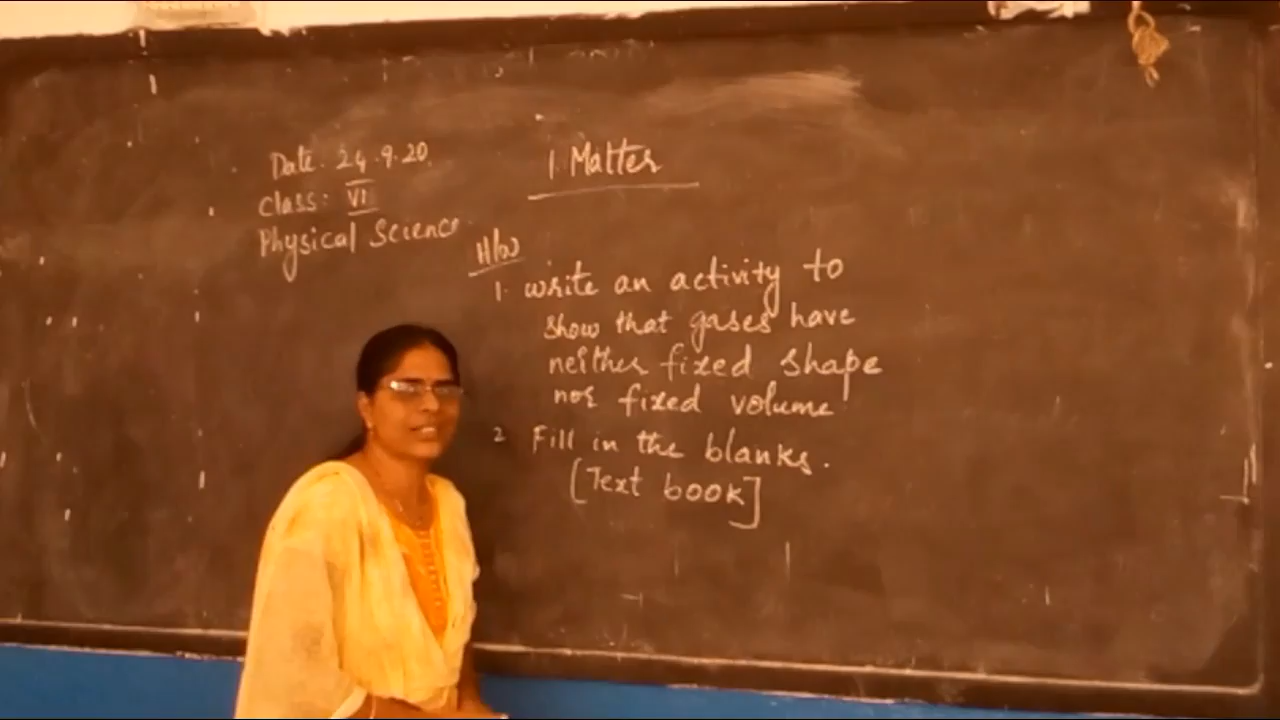 Date. 24.9.20.
Class: VI
Physical Science.
1. Matter
H/W
1. Write an activity to
show that gases have
neither fixed shape
nor fixed volume
2 Fill in the blanks.
[Text book]